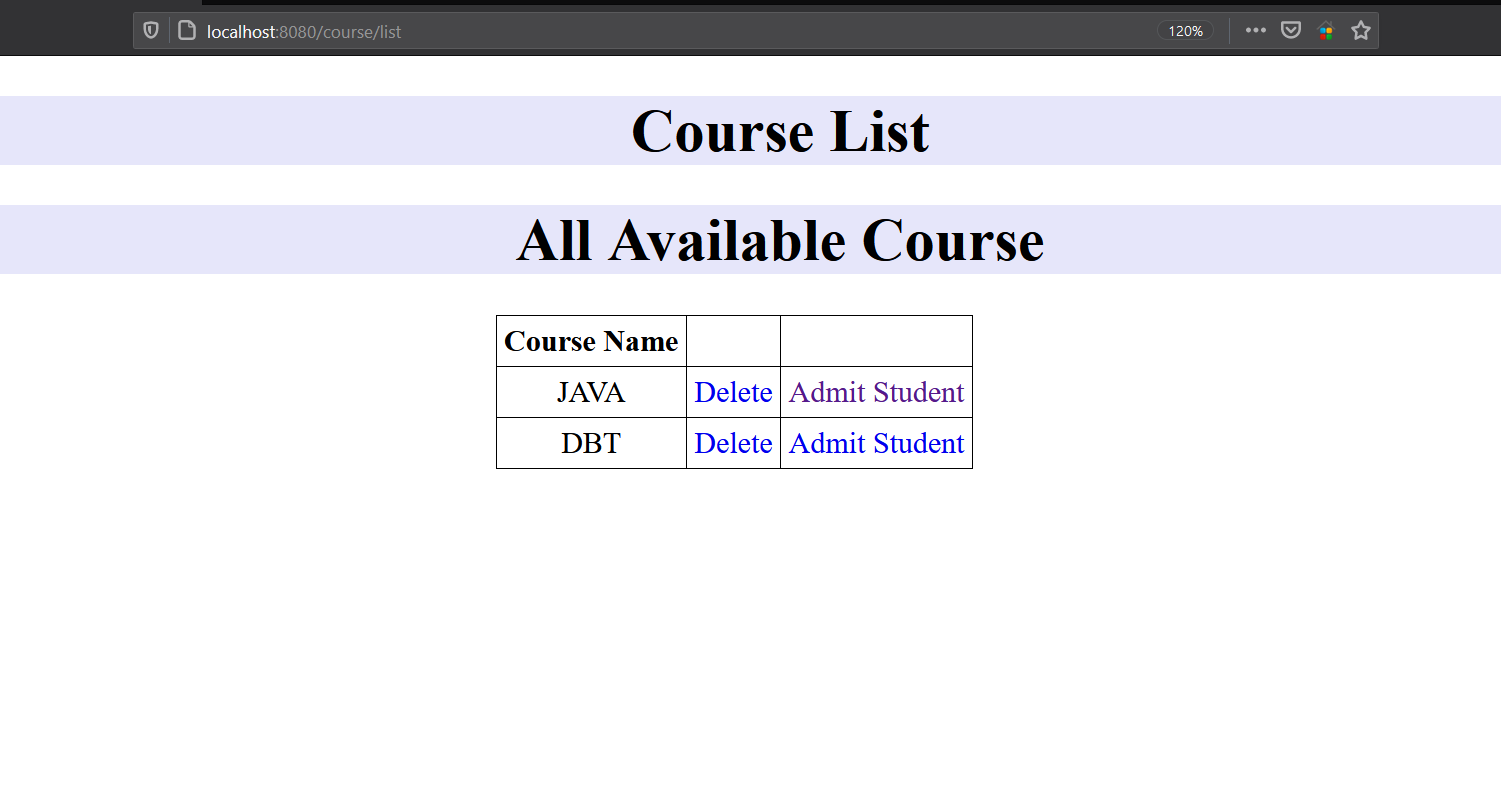 localhost:8080/course/list 120%
Course List
All Available Course
Course Name
JAVA Delete Admit Student
DBT Delete Admit Student